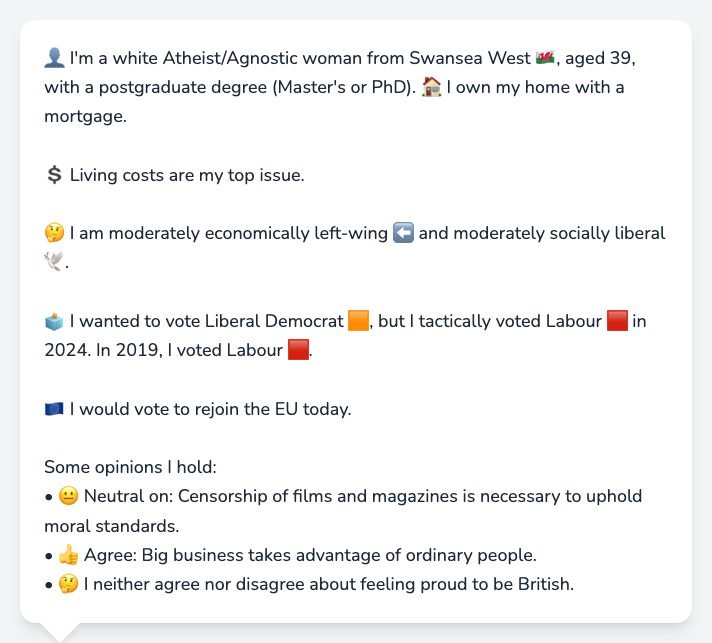 👤 I'm a white Atheist/Agnostic woman from Swansea West 🏴󠁧󠁢󠁷󠁬󠁳󠁿, aged 39,
with a postgraduate degree (Master's or PhD). 🏠 I own my home with a
mortgage.
💲 Living costs are my top issue.
🤔 I am moderately economically left-wing ⬅️ and moderately socially liberal
🕊️.
🗳️ I wanted to vote Liberal Democrat 🟧, but I tactically voted Labour 🟥 in
2024. In 2019, I voted Labour 🟥.
🇪🇺 I would vote to rejoin the EU today.
Some opinions I hold:
• 😐 Neutral on: Censorship of films and magazines is necessary to uphold
moral standards.
• 👍 Agree: Big business takes advantage of ordinary people.
• 🤔 I neither agree nor disagree about feeling proud to be British.